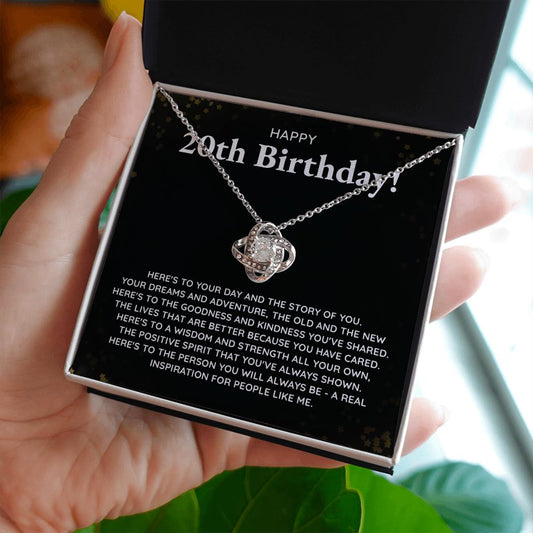 HAPPY
20th Birthday!
HERE'S TO YOUR DAY AND THE STORY OF YOU,
YOUR DREAMS AND ADVENTURE, THE OLD AND THE NEW
HERE'S TO THE GOODNESS AND KINDNESS YOU'VE SHARED.
THE LIVES THAT ARE BETTER BECAUSE YOU HAVE CARED.
HERE'S TO A WISDOM AND STRENGTH ALL YOUR OWN,
THE POSITIVE SPIRIT THAT YOU'VE ALWAYS SHOWN.
HERE'S TO THE PERSON YOU WILL ALWAYS BE - A REAL
INSPIRATION FOR PEOPLE LIKE ME.